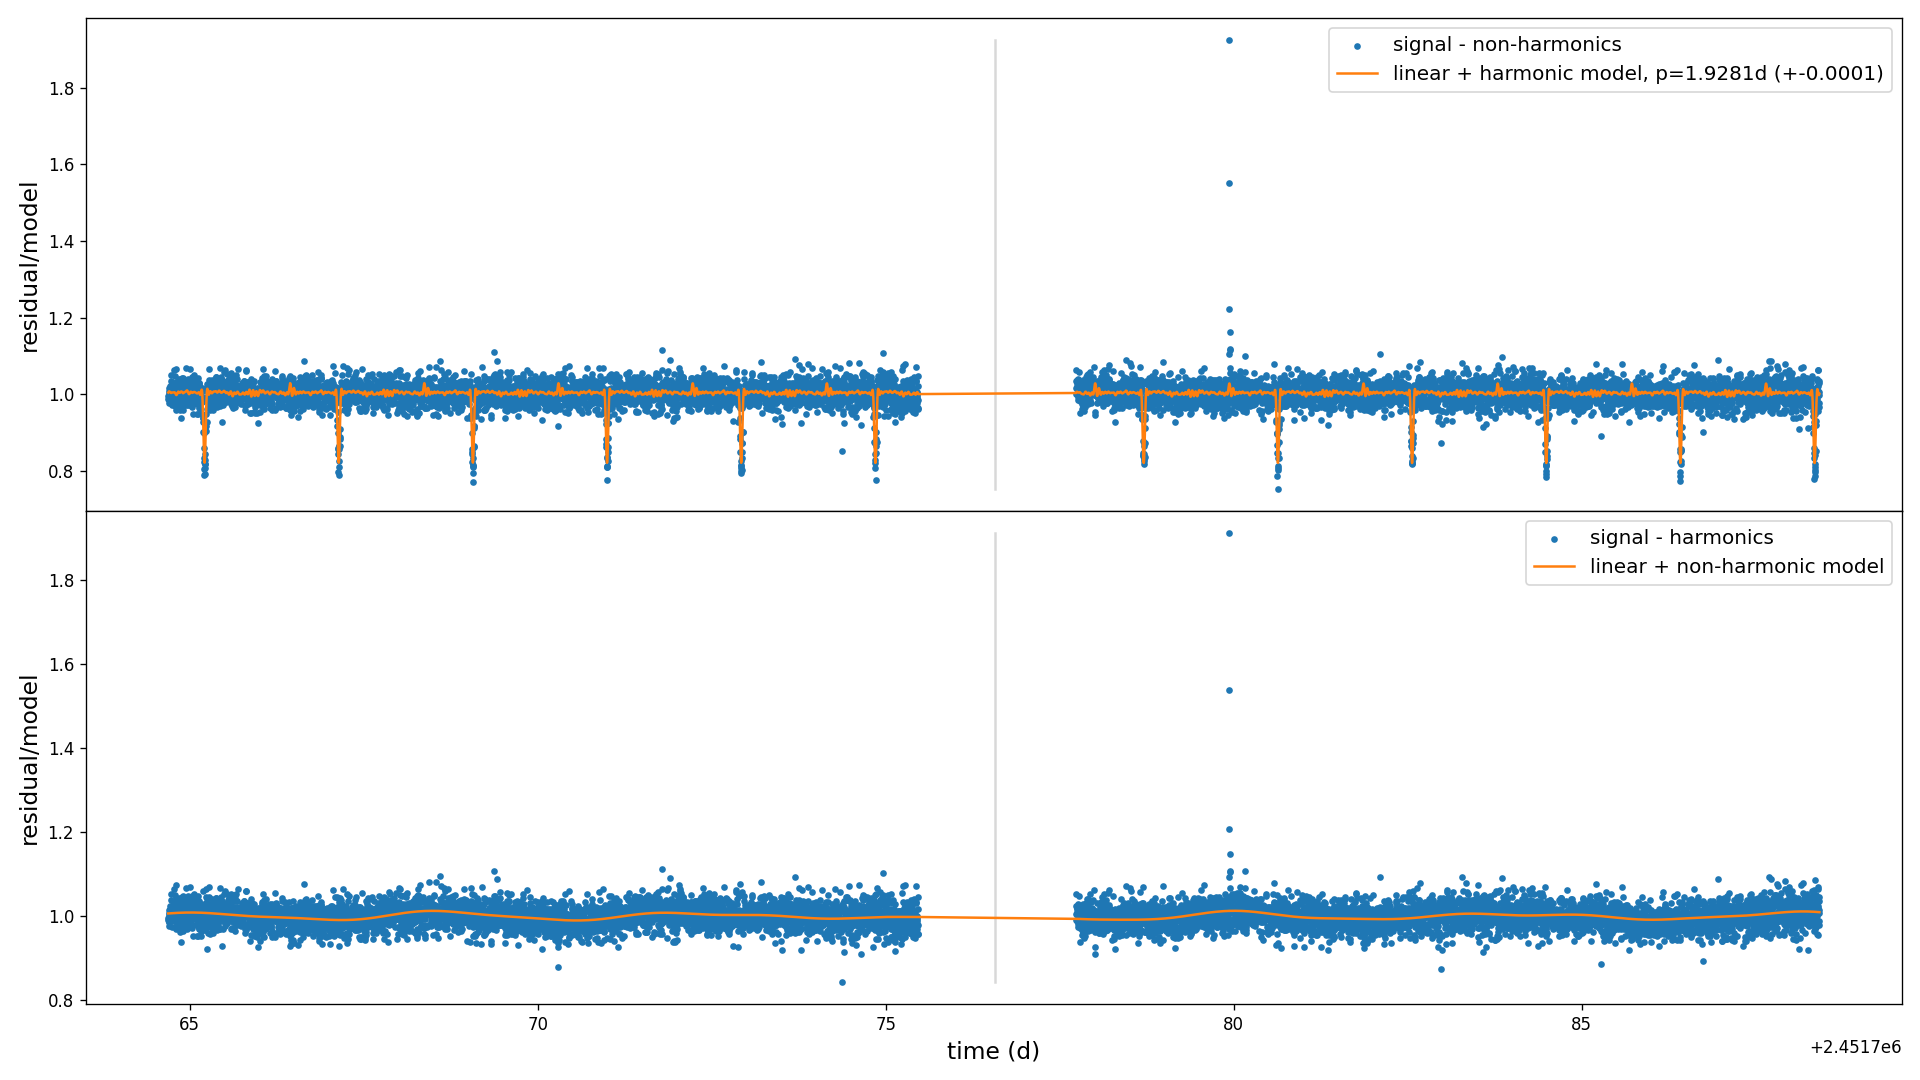 signal - non-harmonics
linear + harmonic model, p=1.9281d (+-0.0001)
residual/model
1.8
1.6
1.4
1.2
1.0
0.8
signal - harmonics
linear + non-harmonic model
residual/model
1.8
1.6
1.4
1.2
1.0
0.8
65 70 75 80 85
time (d)
+2.4517e6